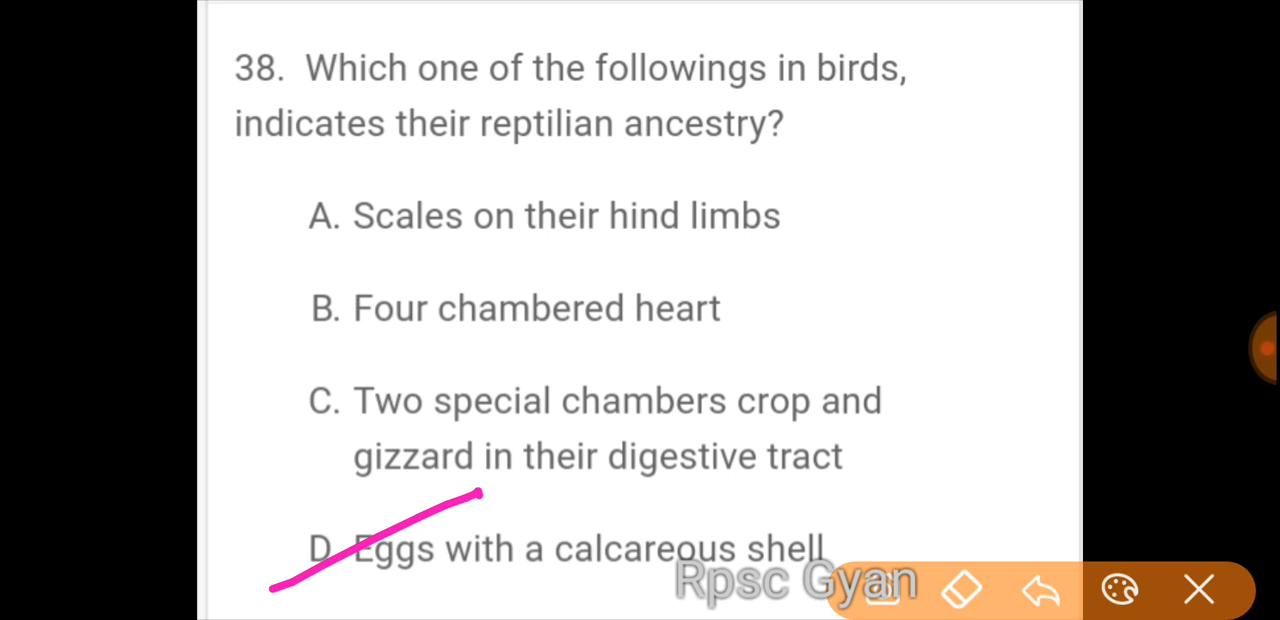 38. Which one of the followings in birds,
indicates their reptilian ancestry?
A. Scales on their hind limbs
B. Four chambered heart
C. Two special chambers crop and
gizzard in their digestive tract
D. Eggs with a calcareous shell
Rpsc Gyan